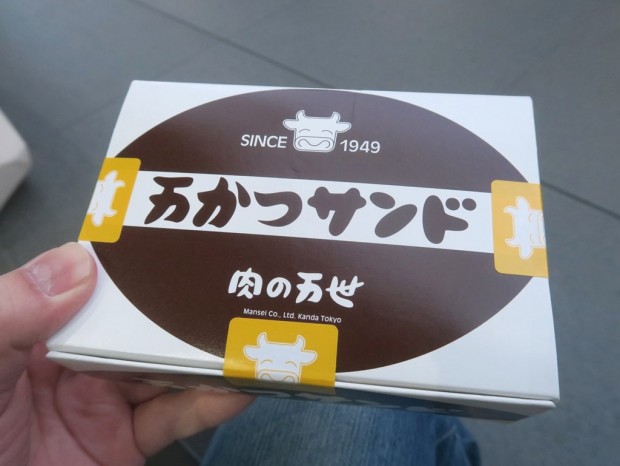 SINCE 1949
万かつサンド
肉の万世
Mansei Co., Ltd. Kanda Tokyo